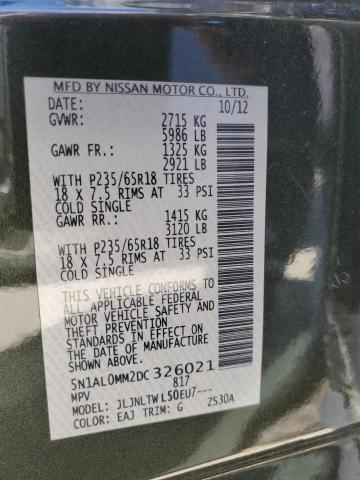 MFD BY NISSAN MOTOR CO., LTD.
DATE: 10/12
GVWR: 2715 KG
5986 LB
GAWR FR: 1325 KG
2921 LB
WITH P235/65R18 TIRES
18 X 7.5 RIMS AT 33 PSI
COLD SINGLE
GAWR RR: 1415 KG
3120 LB
WITH P235/65R18 TIRES
18 X 7.5 RIMS AT 33 PSI
COLD SINGLE
THIS VEHICLE CONFORMS TO
ALL APPLICABLE FEDERAL
MOTOR VEHICLE SAFETY AND
THEFT PREVENTION
STANDARDS IN EFFECT ON
THE DATE OF MANUFACTURE
SHOWN ABOVE.
5N1AL0MM2DC 326021
MPV 817
MODEL: JLJNLTWL50EU7---
COLOR: EAJ TRIM: G ZS30A